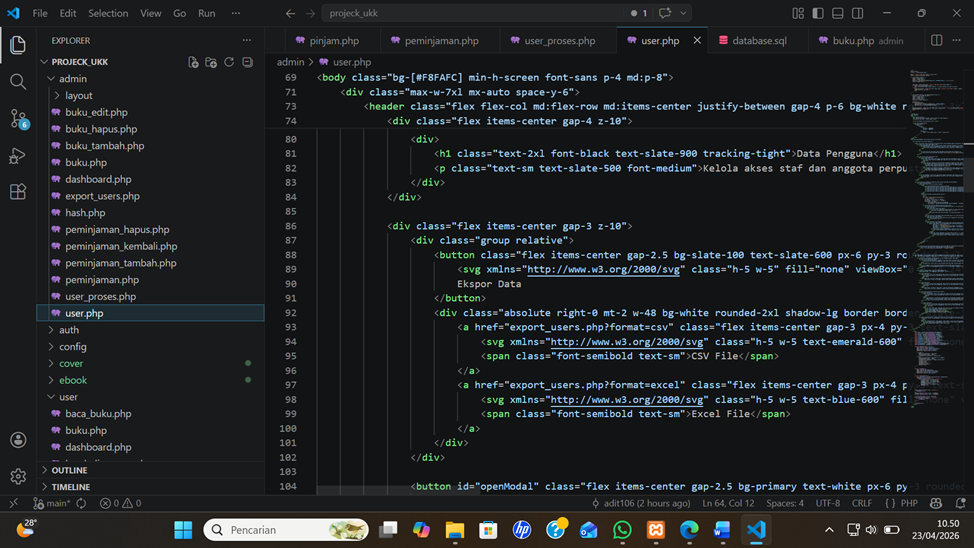 File Edit Selection View Go Run ··· projeck_ukk 1
EXPLORER
PROJECK_UKK
admin
layout
buku_edit.php
buku_hapus.php
buku_tambah.php
buku.php
dashboard.php
export_users.php
hash.php
peminjaman_hapus.php
peminjaman_kembali.php
peminjaman_tambah.php
peminjaman.php
user_proses.php
user.php
auth
config
cover
ebook
user
baca_buku.php
buku.php
dashboard.php
OUTLINE
TIMELINE
6
pinjam.php peminjaman.php user_proses.php user.php database.sql buku.php admin
admin > user.php
69 <body class="bg-[#F8FAFC] min-h-screen font-sans p-4 md:p-8">
72 <div class="max-w-7xl mx-auto space-y-6">
73 <header class="flex flex-col md:flex-row md:items-center justify-between gap-4 p-6 bg-white r
74 <div class="flex items-center gap-4 z-10">
80 <div>
81 <h1 class="text-2xl font-black text-slate-900 tracking-tight">Data Pengguna</h1>
82 <p class="text-sm text-slate-500 font-medium">Kelola akses staf dan anggota perpus
83 </div>
84 </div>
85
86 <div class="flex items-center gap-3 z-10">
87 <div class="group relative">
88 <button class="flex items-center gap-2.5 bg-slate-100 text-slate-600 px-6 py-3 rou
89 <svg xmlns="http://www.w3.org/2000/svg" class="h-5 w-5" fill="none" viewBox="
90 Ekspor Data
91 </button>
92 <div class="absolute right-0 mt-2 w-48 bg-white rounded-2xl shadow-lg border bord
93 <a href="export_users.php?format=csv" class="flex items-center gap-3 px-4 py-
94 <svg xmlns="http://www.w3.org/2000/svg" class="h-5 w-5 text-emerald-600"
95 <span class="font-semibold text-sm">CSV File</span>
96 </a>
97 <a href="export_users.php?format=excel" class="flex items-center gap-3 px-4 p
98 <svg xmlns="http://www.w3.org/2000/svg" class="h-5 w-5 text-blue-600" fil
99 <span class="font-semibold text-sm">Excel File</span>
100 </a>
101 </div>
102 </div>
103
104 <button id="openModal" class="flex items-center gap-2.5 bg-primary text-white px-6 py-3 rounded
main* 0 0 adit106 (2 hours ago) Ln 64, Col 12 Spaces: 4 UTF-8 CRLF {} PHP
28° Pencarian 10.50
23/04/2026